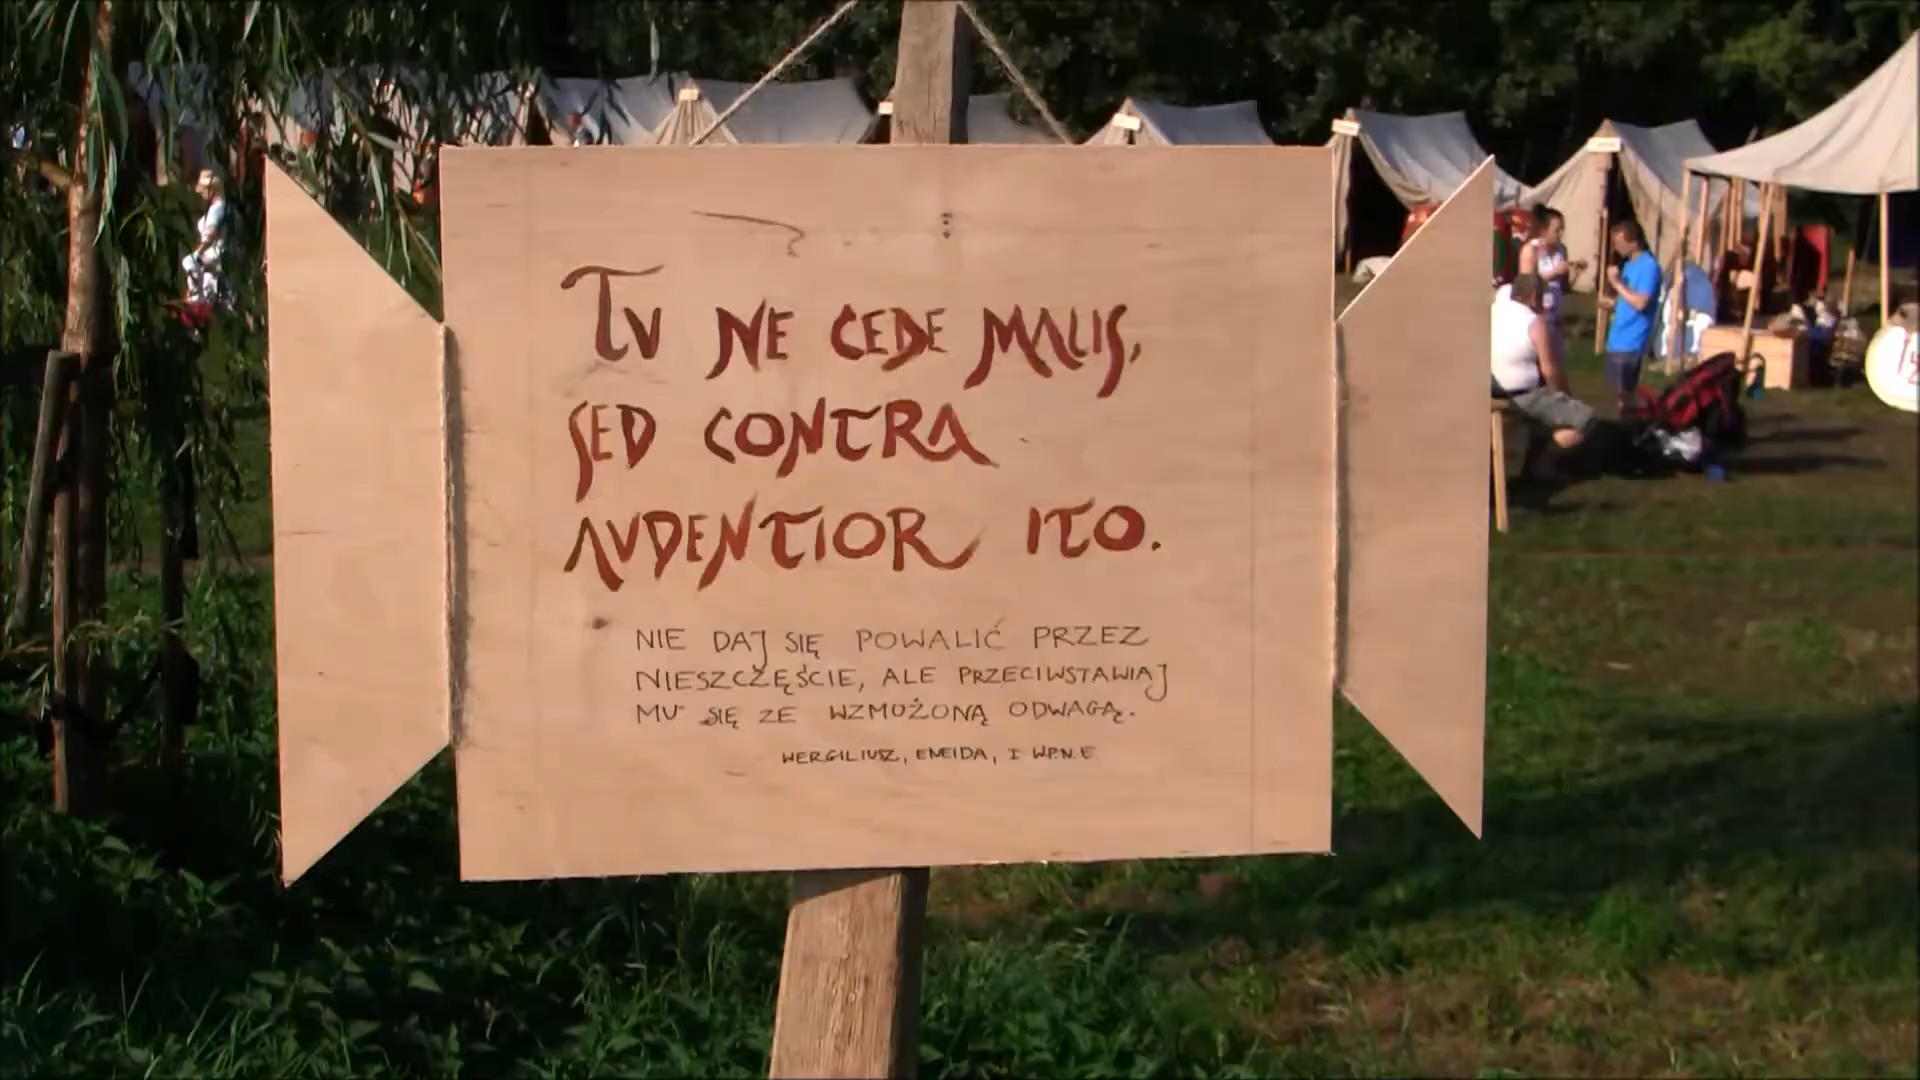 TV NE CEDE MALIS,
SED CONTRA
AVDENTIOR ITO.
NIE DAJ SIĘ POWALIĆ PRZEZ
NIESZCZĘŚCIE, ALE PRZECIWSTAWIAJ
MU SIĘ ZE WZMOŻONĄ ODWAGĄ.
WERGILIUSZ, ENEIDA, I W.P.N.E.